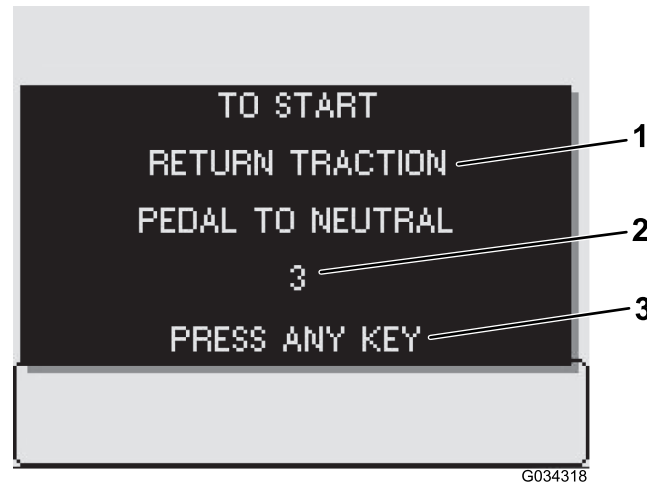 TO START
RETURN TRACTION
1
PEDAL TO NEUTRAL
2
3
PRESS ANY KEY
3
G034318